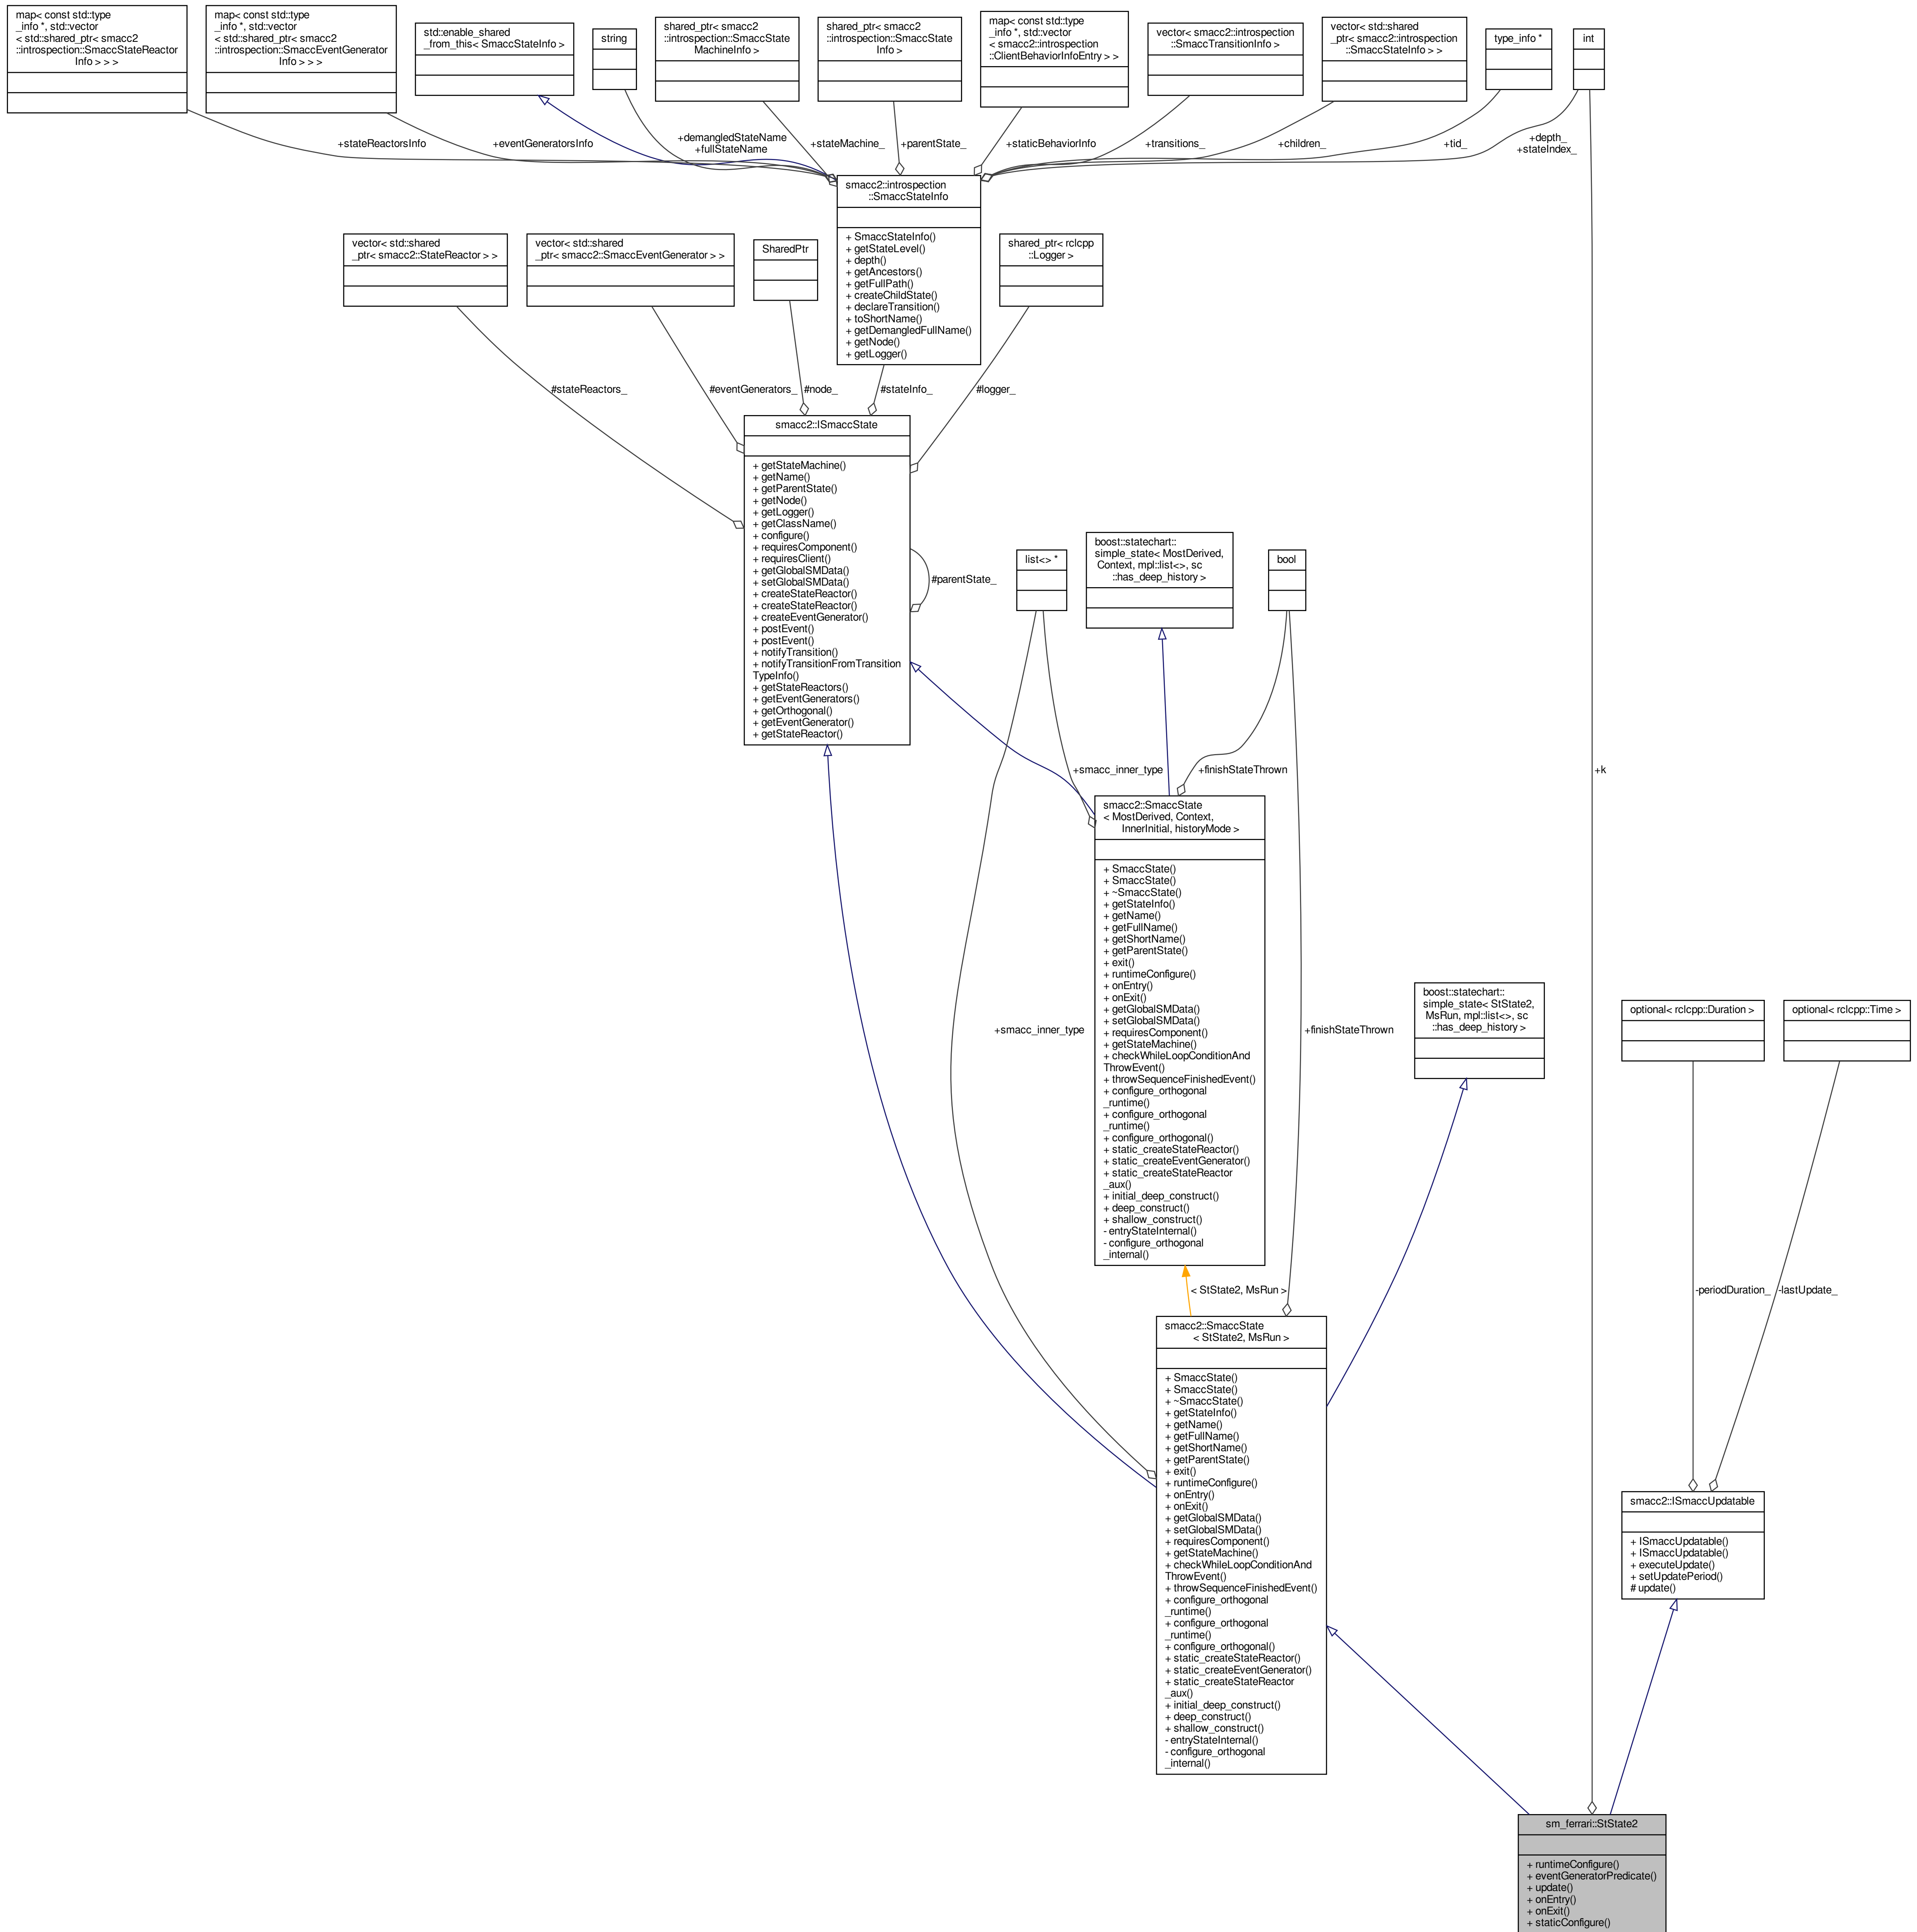 map< const std::type
_info *, std::vector
< std::shared_ptr< smacc2
::introspection::SmaccStateReactor
Info > > >
map< const std::type
_info *, std::vector
< std::shared_ptr< smacc2
::introspection::SmaccEventGenerator
Info > > >
std::enable_shared
_from_this< SmaccStateInfo >
string
shared_ptr< smacc2
::introspection::SmaccState
MachineInfo >
shared_ptr< smacc2
::introspection::SmaccState
Info >
map< const std::type
_info *, std::vector
< smacc2::introspection
::ClientBehaviorInfoEntry > >
vector< smacc2::introspection
::SmaccTransitionInfo >
vector< std::shared
_ptr< smacc2::introspection
::SmaccStateInfo > >
type_info *
int
+stateReactorsInfo
+eventGeneratorsInfo
+demangledStateName
+fullStateName
+stateMachine_
+parentState_
+staticBehaviorInfo
+transitions_
+children_
+tid_
+depth_
+stateIndex_
smacc2::introspection
::SmaccStateInfo
+ SmaccStateInfo()
+ getStateLevel()
+ depth()
+ getAncestors()
+ getFullPath()
+ createChildState()
+ declareTransition()
+ toShortName()
+ getDemangledFullName()
+ getNode()
+ getLogger()
vector< std::shared
_ptr< smacc2::StateReactor > >
vector< std::shared
_ptr< smacc2::SmaccEventGenerator > >
SharedPtr
shared_ptr< rclcpp
::Logger >
#stateReactors_
#eventGenerators_
#node_
#stateInfo_
#logger_
smacc2::ISmaccState
+ getStateMachine()
+ getName()
+ getParentState()
+ getNode()
+ getLogger()
+ getClassName()
+ configure()
+ requiresComponent()
+ requiresClient()
+ getGlobalSMData()
+ setGlobalSMData()
+ createStateReactor()
+ createStateReactor()
+ createEventGenerator()
+ postEvent()
+ postEvent()
+ notifyTransition()
+ notifyTransitionFromTransition
TypeInfo()
+ getStateReactors()
+ getEventGenerators()
+ getOrthogonal()
+ getEventGenerator()
+ getStateReactor()
#parentState_
list<> *
boost::statechart::
simple_state< MostDerived,
Context, mpl::list<>, sc
::has_deep_history >
bool
+smacc_inner_type
+finishStateThrown
+k
smacc2::SmaccState
< MostDerived, Context,
InnerInitial, historyMode >
+ SmaccState()
+ SmaccState()
+ ~SmaccState()
+ getStateInfo()
+ getName()
+ getFullName()
+ getShortName()
+ getParentState()
+ exit()
+ runtimeConfigure()
+ onEntry()
+ onExit()
+ getGlobalSMData()
+ setGlobalSMData()
+ requiresComponent()
+ getStateMachine()
+ checkWhileLoopConditionAnd
ThrowEvent()
+ throwSequenceFinishedEvent()
+ configure_orthogonal
_runtime()
+ configure_orthogonal
_runtime()
+ configure_orthogonal()
+ static_createStateReactor()
+ static_createEventGenerator()
+ static_createStateReactor
_aux()
+ initial_deep_construct()
+ deep_construct()
+ shallow_construct()
- entryStateInternal()
- configure_orthogonal
_internal()
+smacc_inner_type
+finishStateThrown
boost::statechart::
simple_state< StState2,
MsRun, mpl::list<>, sc
::has_deep_history >
optional< rclcpp::Duration >
optional< rclcpp::Time >
< StState2, MsRun >
-periodDuration_
-lastUpdate_
smacc2::SmaccState
< StState2, MsRun >
+ SmaccState()
+ SmaccState()
+ ~SmaccState()
+ getStateInfo()
+ getName()
+ getFullName()
+ getShortName()
+ getParentState()
+ exit()
+ runtimeConfigure()
+ onEntry()
+ onExit()
+ getGlobalSMData()
+ setGlobalSMData()
+ requiresComponent()
+ getStateMachine()
+ checkWhileLoopConditionAnd
ThrowEvent()
+ throwSequenceFinishedEvent()
+ configure_orthogonal
_runtime()
+ configure_orthogonal
_runtime()
+ configure_orthogonal()
+ static_createStateReactor()
+ static_createEventGenerator()
+ static_createStateReactor
_aux()
+ initial_deep_construct()
+ deep_construct()
+ shallow_construct()
- entryStateInternal()
- configure_orthogonal
_internal()
smacc2::ISmaccUpdatable
+ ISmaccUpdatable()
+ ISmaccUpdatable()
+ executeUpdate()
+ setUpdatePeriod()
# update()
sm_ferrari::StState2
+ runtimeConfigure()
+ eventGeneratorPredicate()
+ update()
+ onEntry()
+ onExit()
+ staticConfigure()